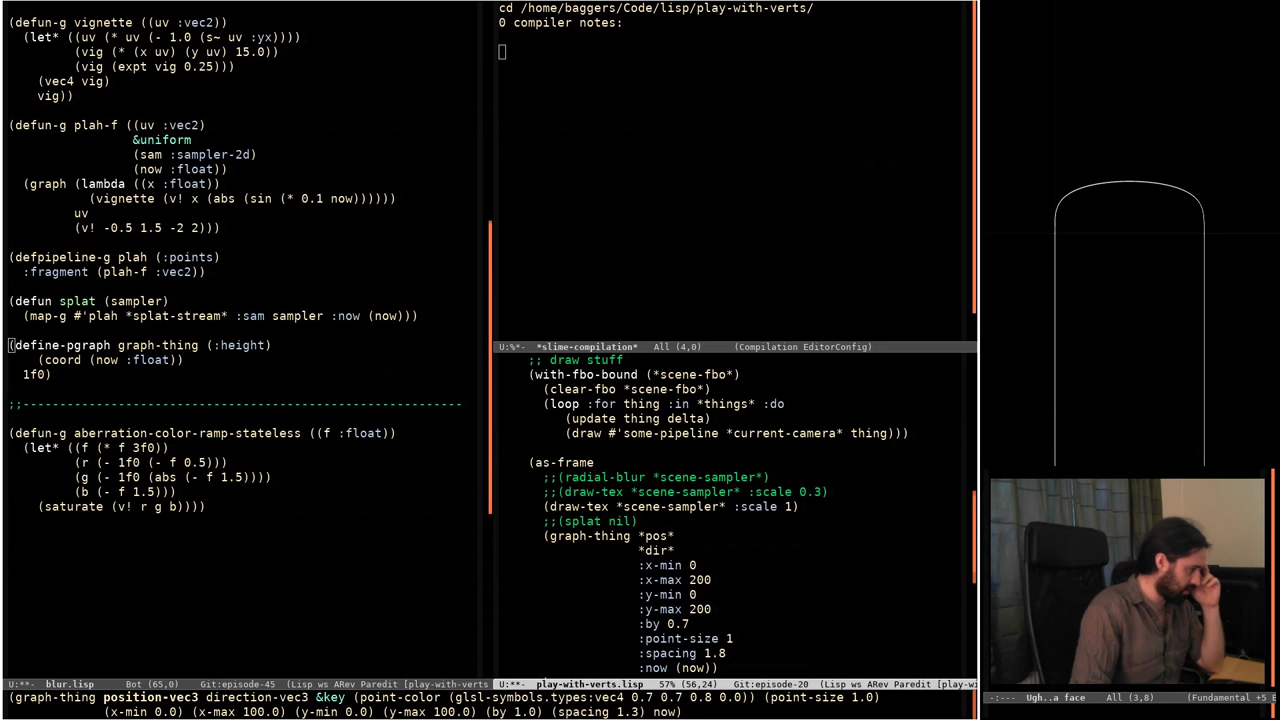 (defun-g vignette ((uv :vec2)
  (let* ((uv (* uv (- 1.0 (s~ uv :yx))))
         (vig (* (x uv) (y uv) 15.0))
         (vig (expt vig 0.25)))
    (vec4 vig)
    vig))
(defun-g plah-f ((uv :vec2)
                 &uniform
                 (sam :sampler-2d)
                 (now :float))
  (graph (lambda ((x :float))
           (vignette (v! x (abs (sin (* 0.1 now))))))
         uv
         (v! -0.5 1.5 -2 2)))
(defpipeline-g plah (:points)
  :fragment (plah-f :vec2))
(defun splat (sampler)
  (map-g #'plah *splat-stream* :sam sampler :now (now)))
(define-pgraph graph-thing (:height)
    (coord (now :float))
  1f0)
;;------------------------------------------------------------
(defun-g aberration-color-ramp-stateless ((f :float))
  (let* ((f (* f 3f0))
         (r (- 1f0 (- f 0.5)))
         (g (- 1f0 (abs (- f 1.5))))
         (b (- f 1.5)))
    (saturate (v! r g b))))
U:**-  blur.lisp      Bot (65,0)     Git:episode-45  (Lisp ws ARev Paredit [play-with-verts
cd /home/baggers/Code/lisp/play-with-verts/
0 compiler notes:
U:%*-  *slime-compilation*   All (4,0)      (Compilation EditorConfig)
;; draw stuff
(with-fbo-bound (*scene-fbo*)
  (clear-fbo *scene-fbo*)
  (loop :for thing :in *things* :do
     (update thing delta)
     (draw #'some-pipeline *current-camera* thing)))
(as-frame
  ;;(radial-blur *scene-sampler*)
  ;;(draw-tex *scene-sampler* :scale 0.3)
  (draw-tex *scene-sampler* :scale 1)
  ;;(splat nil)
  (graph-thing *pos*
               *dir*
               :x-min 0
               :x-max 200
               :y-min 0
               :y-max 200
               :by 0.7
               :point-size 1
               :spacing 1.8
               :now (now))
U:**-  play-with-verts.lisp   57% (56,24)    Git:episode-20  (Lisp ws ARev Paredit [play-wi
-:---  Ugh..a face    All (3,8)      (Fundamental +5 E
(graph-thing position-vec3 direction-vec3 &key (point-color (glsl-symbols.types:vec4 0.7 0.7 0.8 0.0)) (point-size 1.0)
             (x-min 0.0) (x-max 100.0) (y-min 0.0) (y-max 100.0) (by 1.0) (spacing 1.3) now)